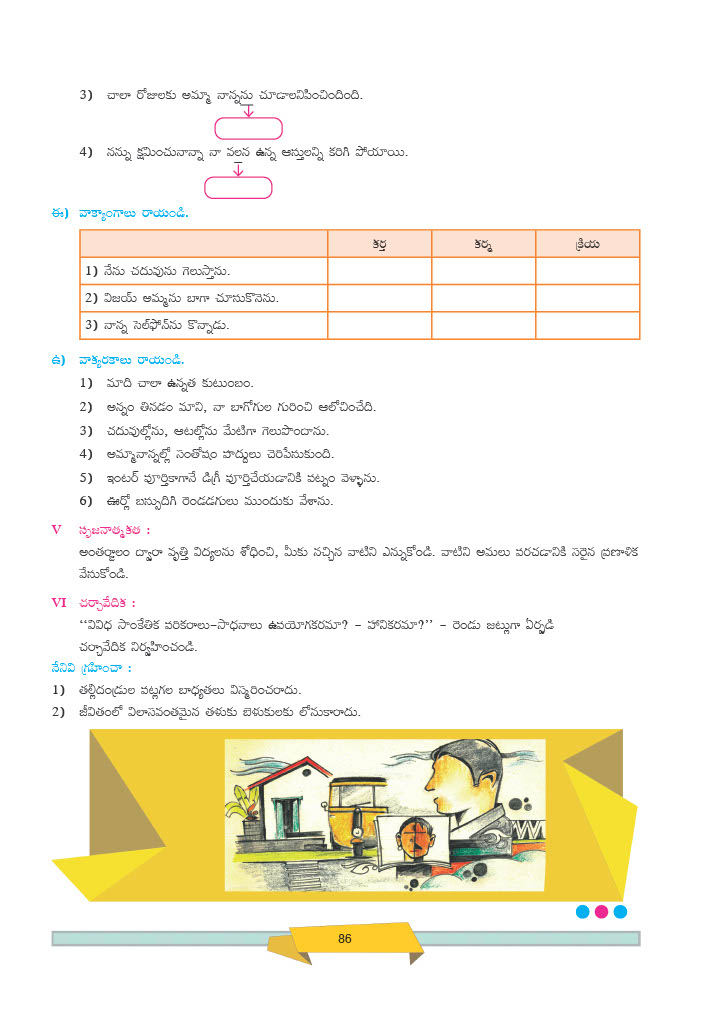 3) చాలా రోజులకు అమ్మా నాన్నను చూడాలనిపించిందింది.
4) నన్ను క్షమించునాన్నా నా వలన ఉన్న ఆస్తులన్ని కరిగి పోయాయి.
ఈ) వాక్యాంగాలు రాయండి.
కర్త కర్మ క్రియ
1) నేను చదువును గెలుస్తాను.
2) విజయ్ అమ్మను బాగా చూసుకొనెను.
3) నాన్న సెల్‌ఫోన్‌ను కొన్నాడు.
ఉ) వాక్యరకాలు రాయండి.
1) మాది చాలా ఉన్నత కుటుంబం.
2) అన్నం తినడం మాని, నా బాగోగుల గురించి ఆలోచించేది.
3) చదువుల్లోను, ఆటల్లోను మేటిగా గెలుపొందాను.
4) అమ్మానాన్నల్లో సంతోషం హద్దులు చెరిపేసుకుంది.
5) ఇంటర్ పూర్తికాగానే డిగ్రీ పూర్తిచేయడానికి పట్నం వెళ్ళాను.
6) ఊర్లో బస్సుదిగి రెండడగులు ముందుకు వేశాను.
V సృజనాత్మకత :
అంతర్జాలం ద్వారా వృత్తి విద్యలను శోధించి, మీకు నచ్చిన వాటిని ఎన్నుకోండి. వాటిని అమలు పరచడానికి సరైన ప్రణాళిక
వేసుకోండి.
VI చర్చావేదిక :
‘‘వివిధ సాంకేతిక పరికరాలు-సాధనాలు ఉపయోగకరమా? - హానికరమా?’’ - రెండు జట్లుగా ఏర్పడి
చర్చావేదిక నిర్వహించండి.
నేనివి గ్రహించా :
1) తల్లిదండ్రుల పట్లగల బాధ్యతలు విస్మరించరాదు.
2) జీవితంలో విలాసవంతమైన తళుకు బెళుకులకు లోనుకారాదు.
86